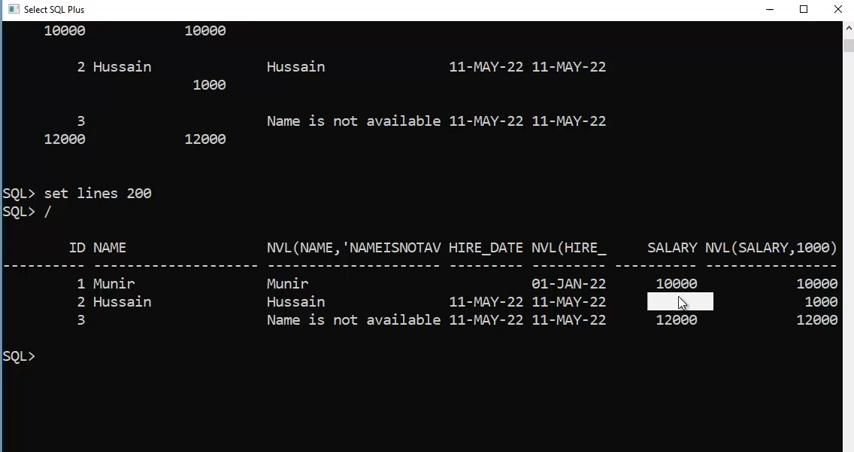 Select SQL Plus
10000 10000
2 Hussain Hussain 11-MAY-22 11-MAY-22
1000
3 Name is not available 11-MAY-22 11-MAY-22
12000 12000
SQL> set lines 200
SQL> /
ID NAME NVL(NAME,'NAMEISNOTAV HIRE_DATE NVL(HIRE_ SALARY NVL(SALARY,1000)
---------- -------------------- --------------------- --------- --------- ---------- ----------------
1 Munir Munir 01-JAN-22 10000 10000
2 Hussain Hussain 11-MAY-22 11-MAY-22 1000
3 Name is not available 11-MAY-22 11-MAY-22 12000 12000
SQL>